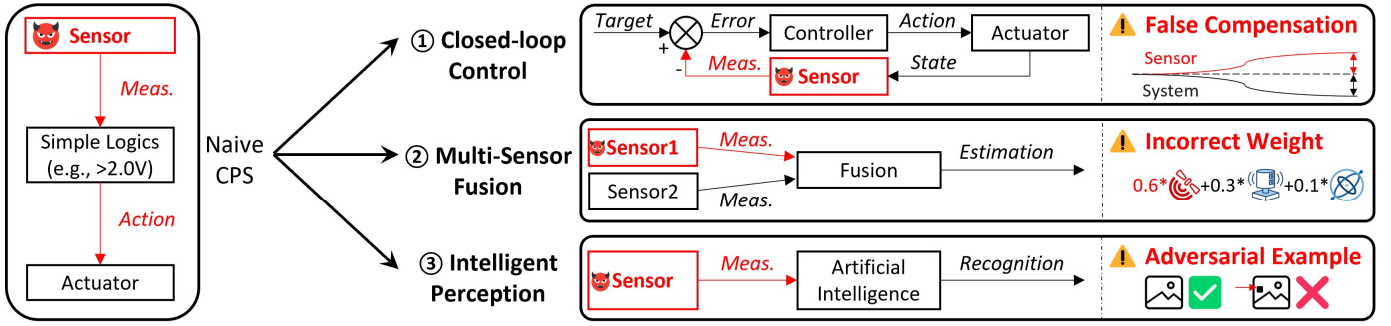 Sensor
Meas.
Simple Logics
(e.g., >2.0V)
Action
Actuator
Naive
CPS
① Closed-loop
Control
② Multi-Sensor
Fusion
③ Intelligent
Perception
Target
+
-
Error
Controller
Action
Actuator
Meas.
Sensor
State
False Compensation
Sensor
System
Sensor1
Meas.
Sensor2
Meas.
Fusion
Estimation
Incorrect Weight
0.6* +0.3* +0.1*
Sensor
Meas.
Artificial
Intelligence
Recognition
Adversarial Example